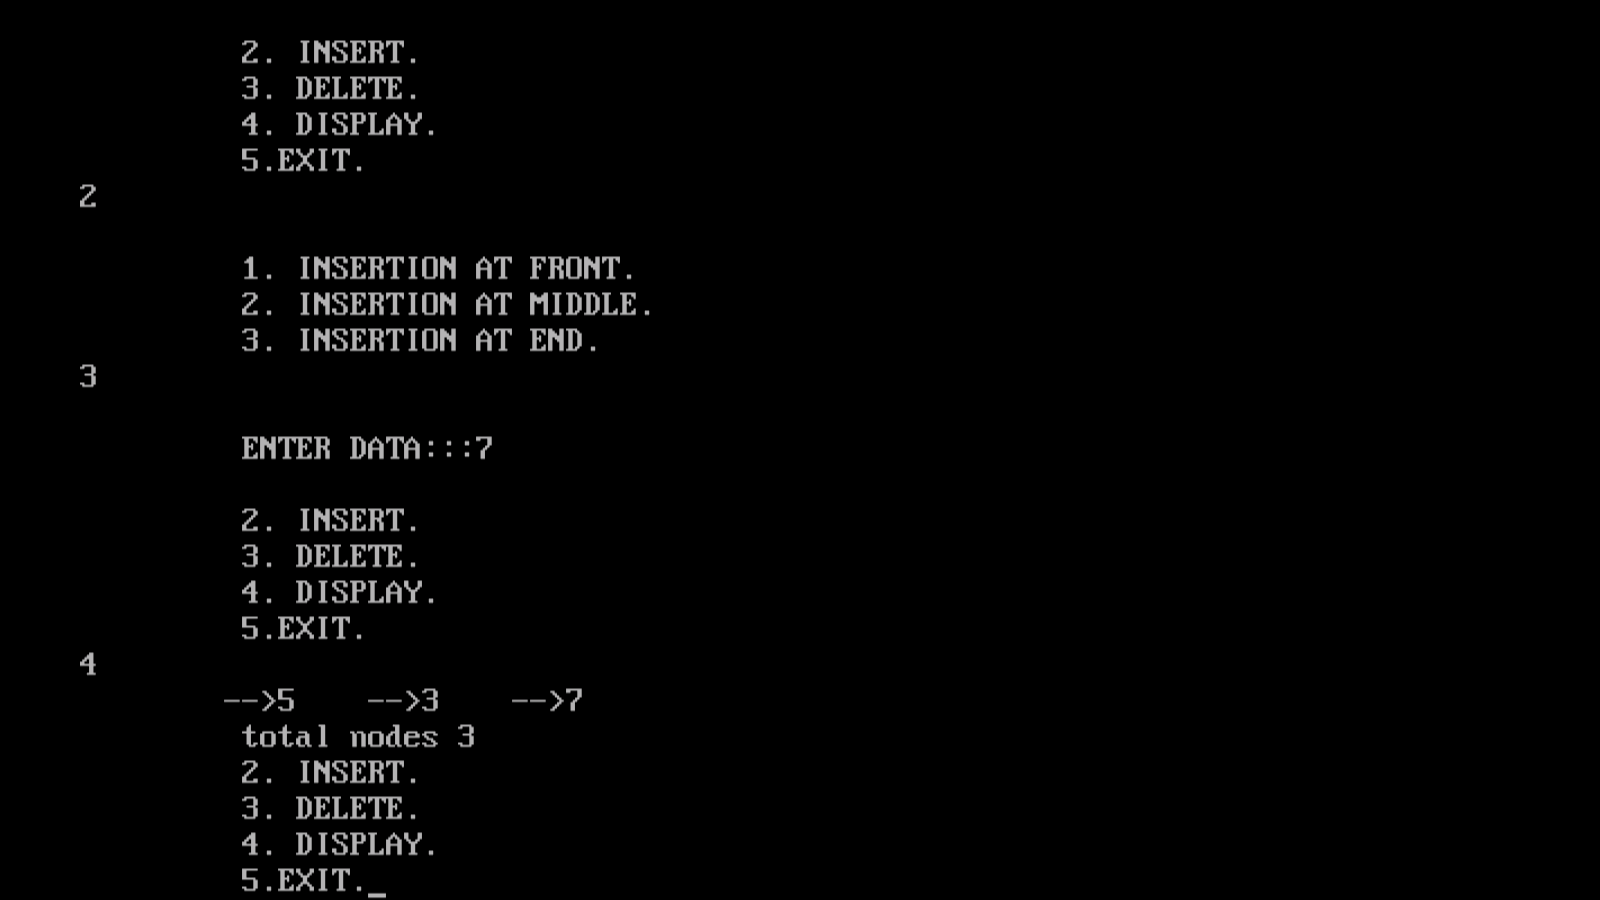 2. INSERT.
3. DELETE.
4. DISPLAY.
5.EXIT.
2
1. INSERTION AT FRONT.
2. INSERTION AT MIDDLE.
3. INSERTION AT END.
3
ENTER DATA:::7
2. INSERT.
3. DELETE.
4. DISPLAY.
5.EXIT.
4
-->5    -->3    -->7
total nodes 3
2. INSERT.
3. DELETE.
4. DISPLAY.
5.EXIT._